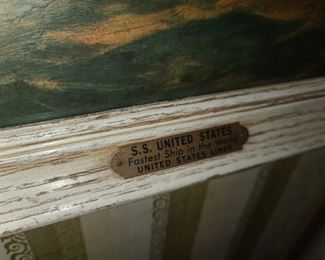 S.S. UNITED STATES
"Fastest Ship in the World"
UNITED STATES LINES